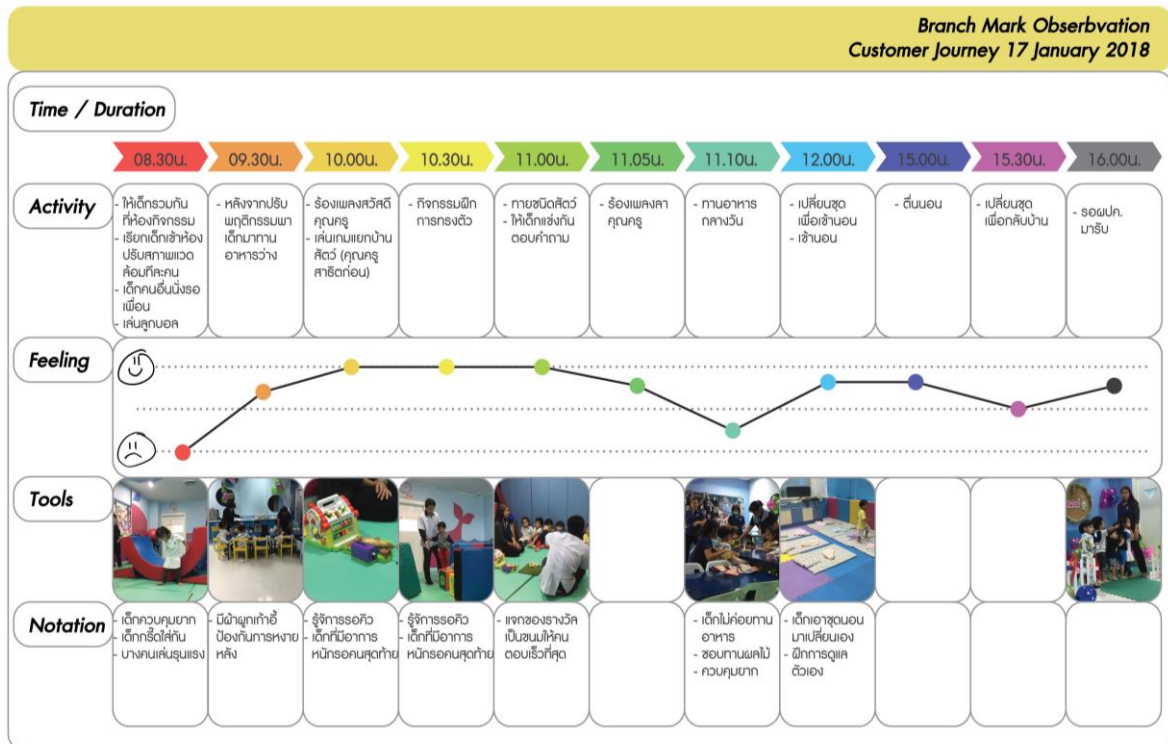 Branch Mark Obserbvation
Customer Journey 17 January 2018
Time / Duration
08.30น.
09.30น.
10.00น.
10.30น.
11.00น.
11.05น.
11.10น.
12.00น.
15.00น.
15.30น.
16.00น.
Activity
- ให้เด็กรวมกัน
ที่ห้องกิจกรรม
- เรียกเด็กเข้าห้อง
ปรับสภาพแวด
ล้อมทีละคน
- เด็กคนอื่นนั่งรอ
เพื่อน
- เล่นลูกบอล
- หลังจากปรับ
พฤติกรรมพา
เด็กมาทาน
อาหารว่าง
- ร้องเพลงสวัสดี
คุณครู
- เล่นเกมแยกบ้าน
สัตว์ (คุณครู
สาธิตก่อน)
- กิจกรรมฝึก
การทรงตัว
- ทายชนิดสัตว์
- ให้เด็กแข่งกัน
ตอบคำถาม
- ร้องเพลงลา
คุณครู
- ทานอาหาร
กลางวัน
- เปลี่ยนชุด
เพื่อเข้านอน
- เข้านอน
- ตื่นนอน
- เปลี่ยนชุด
เพื่อกลับบ้าน
- รอผปค.
มารับ
Feeling
Tools
Notation
- เด็กควบคุมยาก
- เด็กกรี๊ดใส่กัน
- บางคนเล่นรุนแรง
- มีผ้าผูกเก้าอี้
ป้องกันการหงาย
หลัง
- รู้จักรอคิว
- เด็กที่มีอาการ
หนักรอคนสุดท้าย
- รู้จักรอคิว
- เด็กที่มีอาการ
หนักรอคนสุดท้าย
- แจกของรางวัล
เป็นขนมให้คน
ตอบเร็วที่สุด
- เด็กไม่ค่อยทาน
อาหาร
- ชอบทานผลไม้
- ควบคุมยาก
- เด็กเอาชุดนอน
มาเปลี่ยนเอง
- ฝึกการดูแล
ตัวเอง